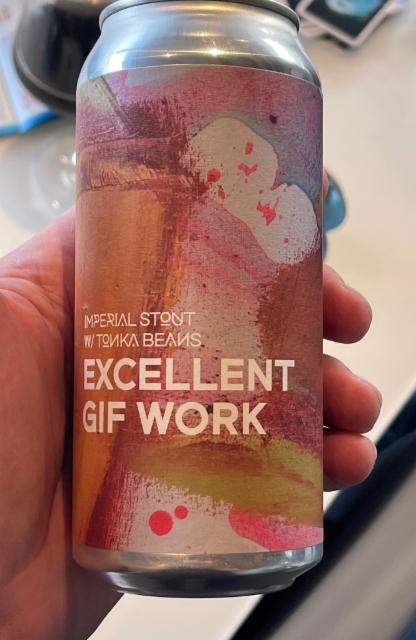 IMPERIAL STOUT
W/ TONKA BEANS
EXCELLENT
GIF WORK